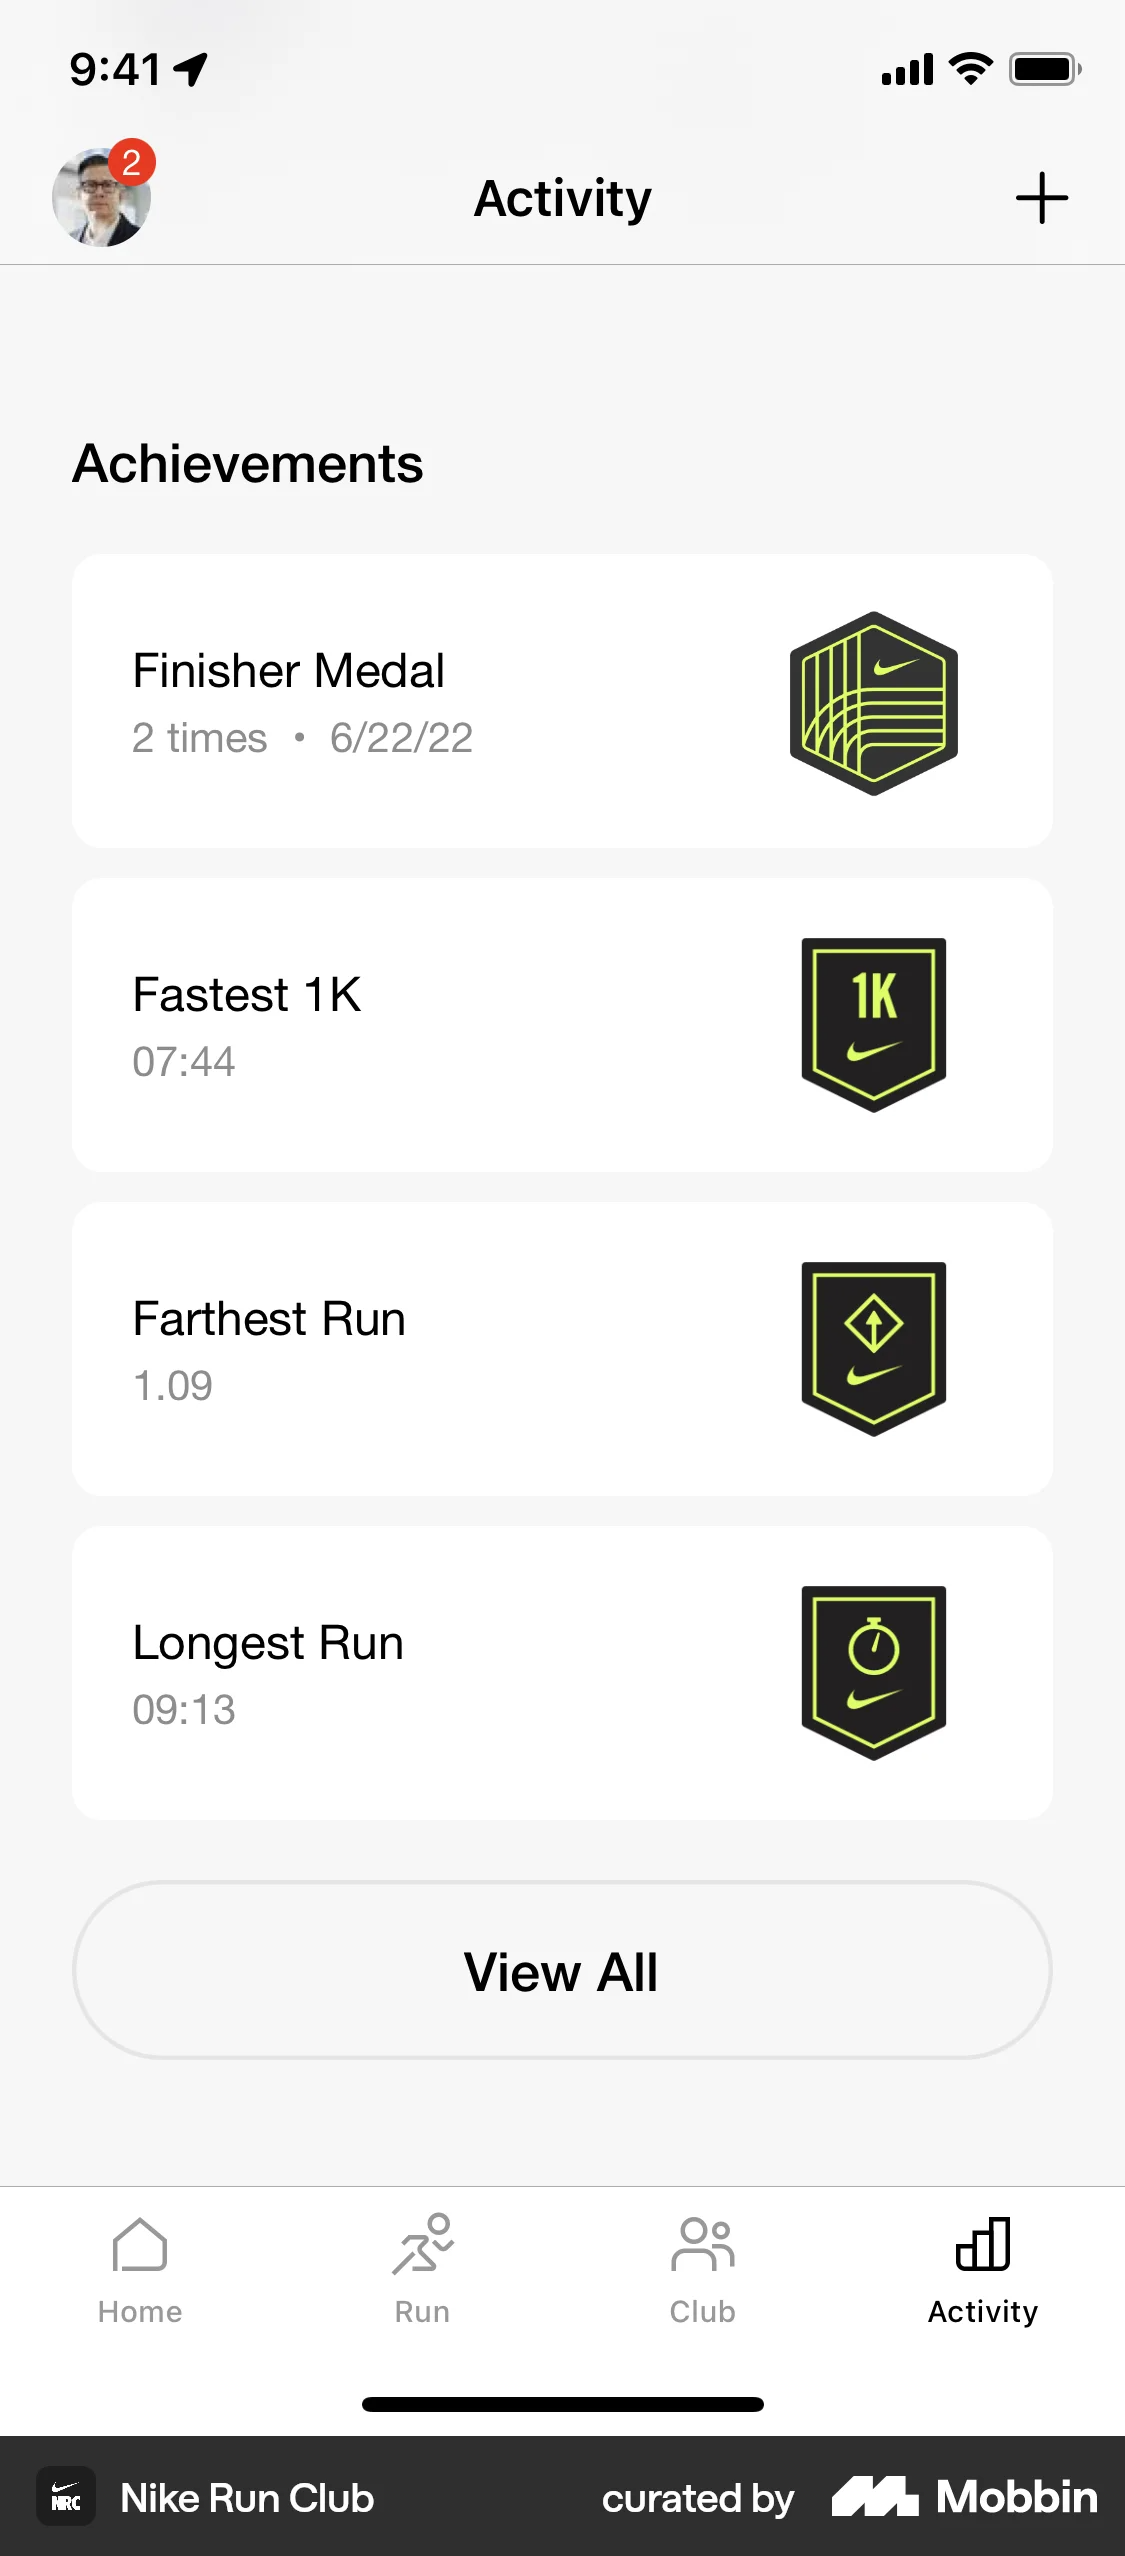 9:41
2
Activity
Achievements
Finisher Medal
2 times • 6/22/22
Fastest 1K
07:44
1K
Farthest Run
1.09
Longest Run
09:13
View All
Home Run Club Activity
NRC Nike Run Club curated by Mobbin